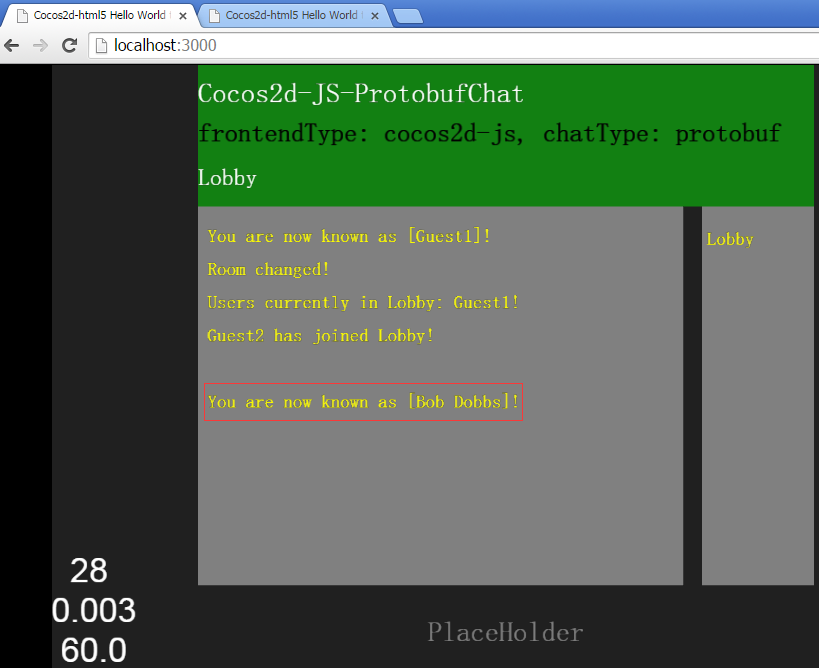 Cocos2d-html5 Hello World
Cocos2d-html5 Hello World
localhost:3000
Cocos2d-JS-ProtobufChat
frontendType: cocos2d-js, chatType: protobuf
Lobby
You are now known as [Guest1]!
Room changed!
Users currently in Lobby: Guest1!
Guest2 has joined Lobby!
You are now known as [Bob Dobbs]!
Lobby
28
0.003
60.0
PlaceHolder